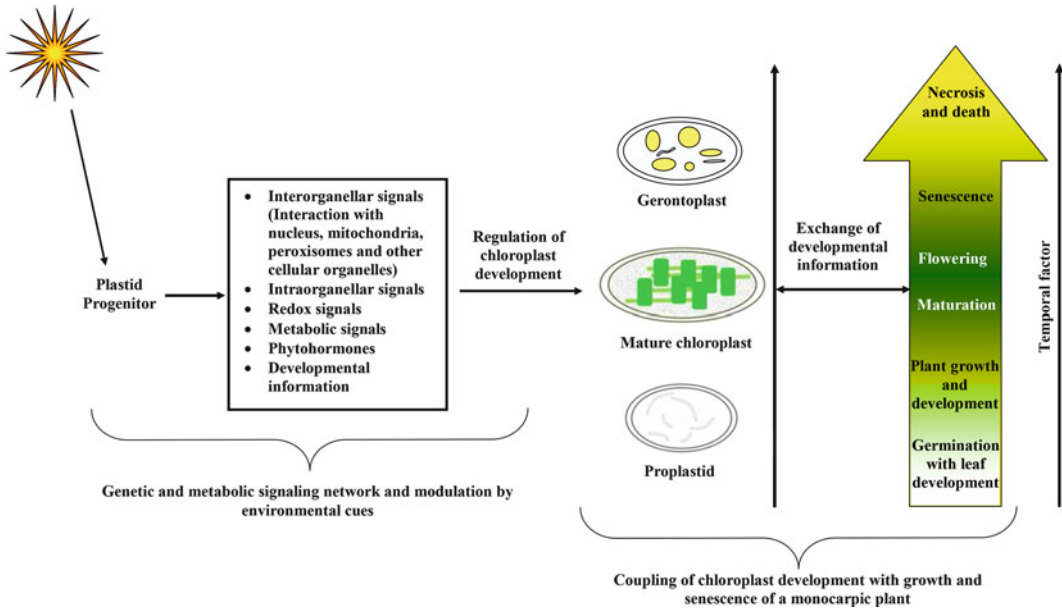 Plastid
Progenitor
• Interorganellar signals
(Interaction with
nucleus, mitochondria,
peroxisomes and other
cellular organelles)
• Intraorganellar signals
• Redox signals
• Metabolic signals
• Phytohormones
• Developmental
information
Regulation of
chloroplast
development
Genetic and metabolic signaling network and modulation by
environmental cues
Gerontoplast
Mature chloroplast
Proplastid
Exchange of
developmental
information
Necrosis
and death
Senescence
Flowering
Maturation
Plant growth
and
development
Germination
with leaf
development
Temporal factor
Coupling of chloroplast development with growth and
senescence of a monocarpic plant